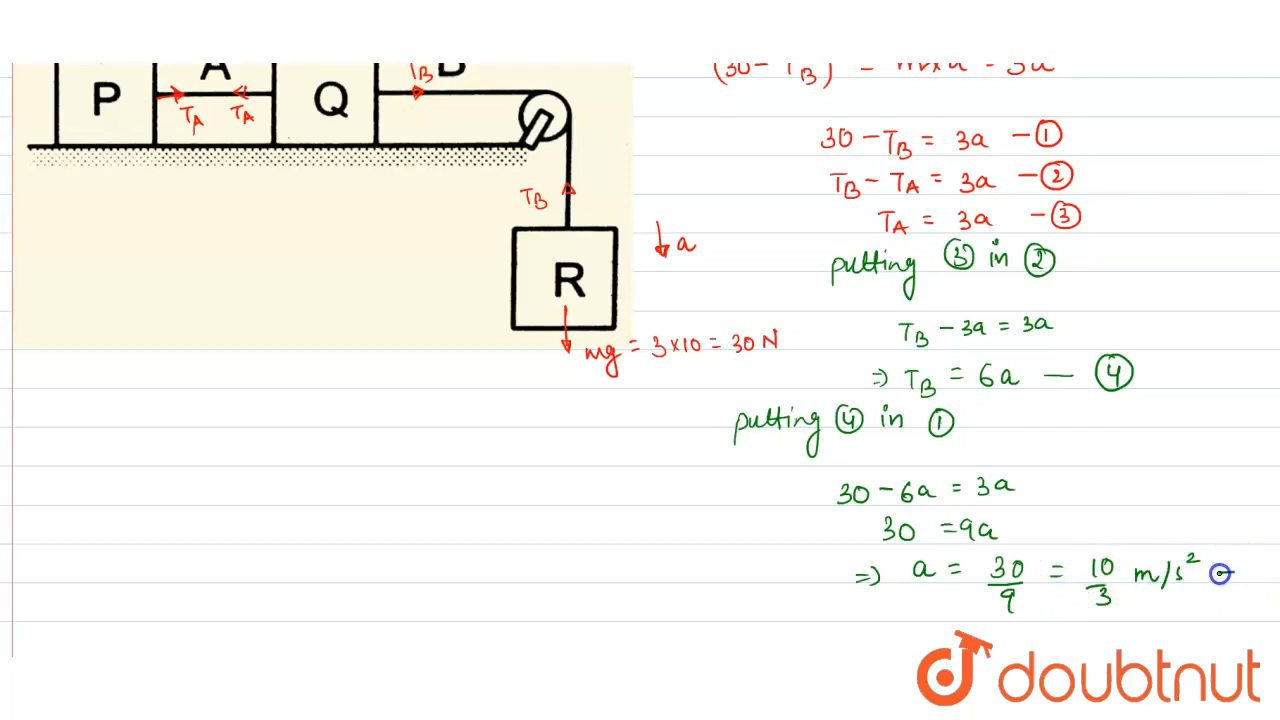 P
A
Q
T_B
B
T_A
T_A
T_B
R
a
mg = 3×10 = 30 N
(30 - T_B) = m×a = 3a
30 - T_B = 3a - ①
T_B - T_A = 3a - ②
T_A = 3a - ③
putting ③ in ②
T_B - 3a = 3a
=) T_B = 6a — ④
putting ④ in ①
30 - 6a = 3a
30 = 9a
=) a = 30/9 = 10/3 m/s²
doubtnut